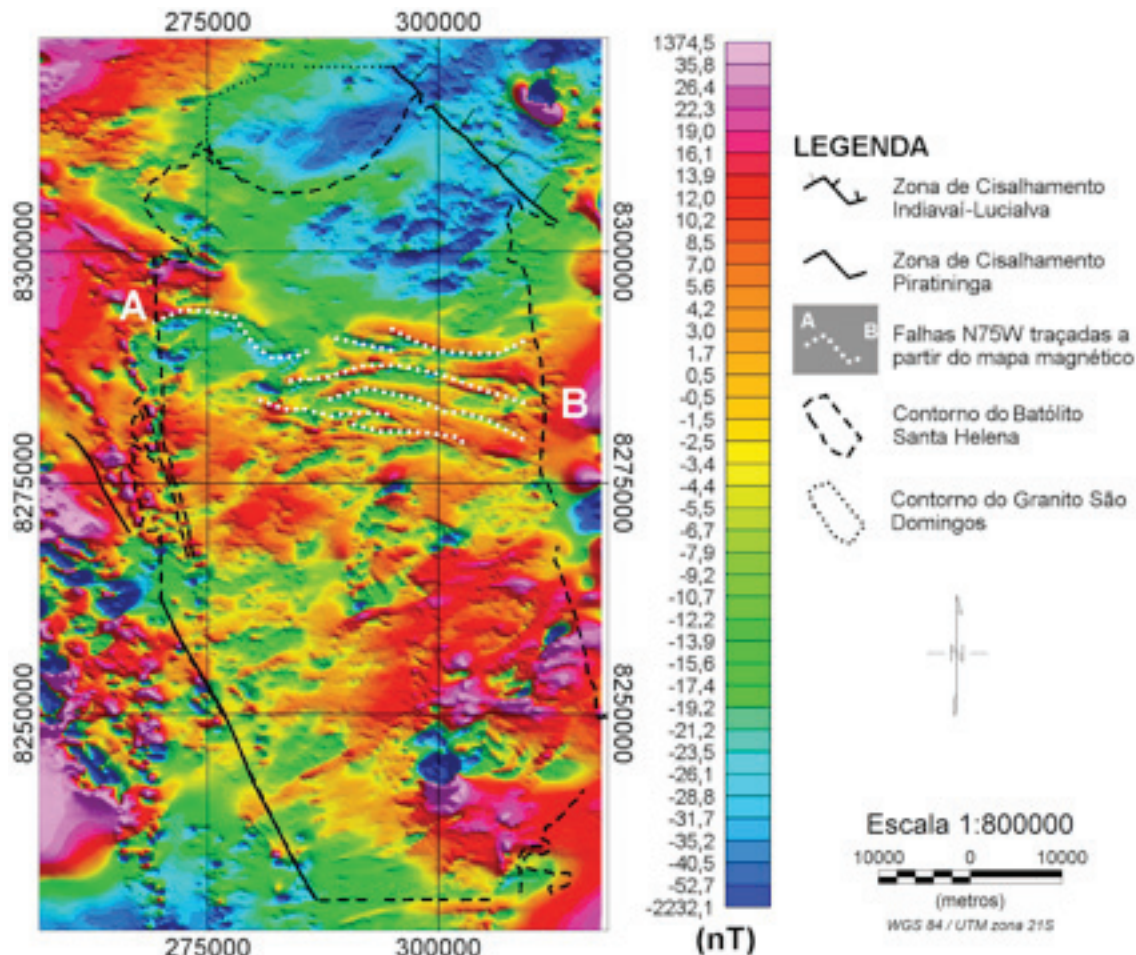 275000 300000
8300000
8275000
8250000
A
B
8300000
8275000
8250000
275000 300000
1374,5
35,8
26,4
22,3
19,0
16,1
13,9
12,0
10,2
8,5
7,0
5,6
4,2
3,0
1,7
0,5
-0,5
-1,5
-2,5
-3,4
-4,4
-5,5
-6,7
-7,9
-9,2
-10,7
-12,2
-13,9
-15,6
-17,4
-19,2
-21,2
-23,5
-26,1
-28,8
-31,7
-35,2
-40,5
-52,7
-2232,1
(nT)
LEGENDA
Zona de Cisalhamento
Indiavaí-Lucialva
Zona de Cisalhamento
Piratininga
A
B
Falhas N75W traçadas a
partir do mapa magnético
Contorno do Batólito
Santa Helena
Contorno do Granito São
Domingos
N
Escala 1:800000
10000 0 10000
(metros)
WGS 84 / UTM zona 21S